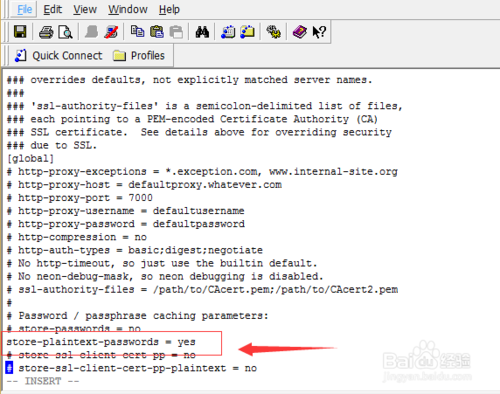 File Edit View Window Help
Quick Connect Profiles
### overrides defaults, not explicitly matched server names.
###
### 'ssl-authority-files' is a semicolon-delimited list of files,
### each pointing to a PEM-encoded Certificate Authority (CA)
### SSL certificate.  See details above for overriding security
### due to SSL.
[global]
# http-proxy-exceptions = *.exception.com, www.internal-site.org
# http-proxy-host = defaultproxy.whatever.com
# http-proxy-port = 7000
# http-proxy-username = defaultusername
# http-proxy-password = defaultpassword
# http-compression = no
# http-auth-types = basic;digest;negotiate
# No http-timeout, so just use the builtin default.
# No neon-debug-mask, so neon debugging is disabled.
# ssl-authority-files = /path/to/CAcert.pem;/path/to/CAcert2.pem
#
# Password / passphrase caching parameters:
# store-passwords = no
store-plaintext-passwords = yes
# store-ssl-client-cert-pp = no
# store-ssl-client-cert-pp-plaintext = no
-- INSERT --
Baidu 经验
jingyan.baidu.com